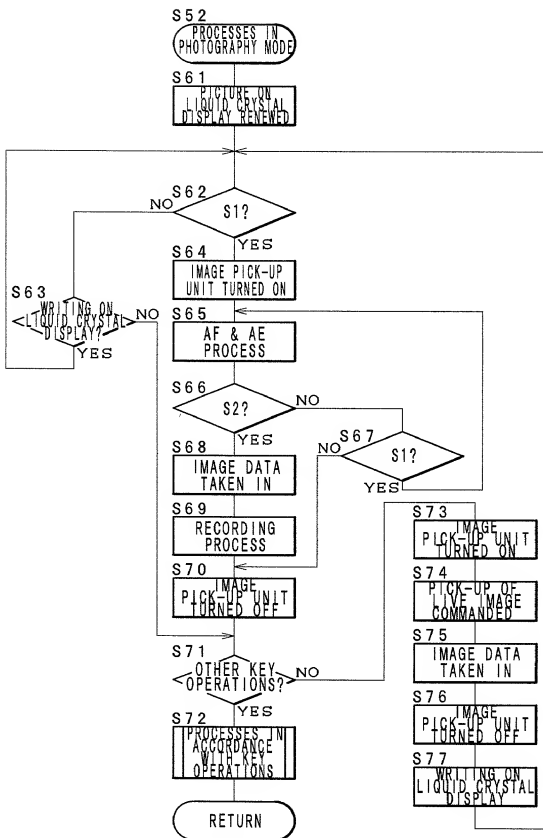 S52
PROCESSES IN
PHOTOGRAPHY MODE
S61
PICTURE ON
LIQUID CRYSTAL
DISPLAY RENEWED
S62
NO
S1?
YES
S64
IMAGE PICK-UP
UNIT TURNED ON
S63
WRITING ON
LIQUID CRYSTAL
DISPLAY?
NO
YES
S65
AF & AE
PROCESS
S66
S2?
NO
YES
S67
NO
S1?
YES
S68
IMAGE DATA
TAKEN IN
S69
RECORDING
PROCESS
S70
IMAGE
PICK-UP UNIT
TURNED OFF
S71
OTHER KEY
OPERATIONS?
NO
YES
S72
PROCESSES IN
ACCORDANCE
WITH KEY
OPERATIONS
RETURN
S73
IMAGE
PICK-UP UNIT
TURNED ON
S74
PICK-UP OF
LIVE IMAGE
COMMANDED
S75
IMAGE DATA
TAKEN IN
S76
IMAGE
PICK-UP UNIT
TURNED OFF
S77
WRITING ON
LIQUID CRYSTAL
DISPLAY